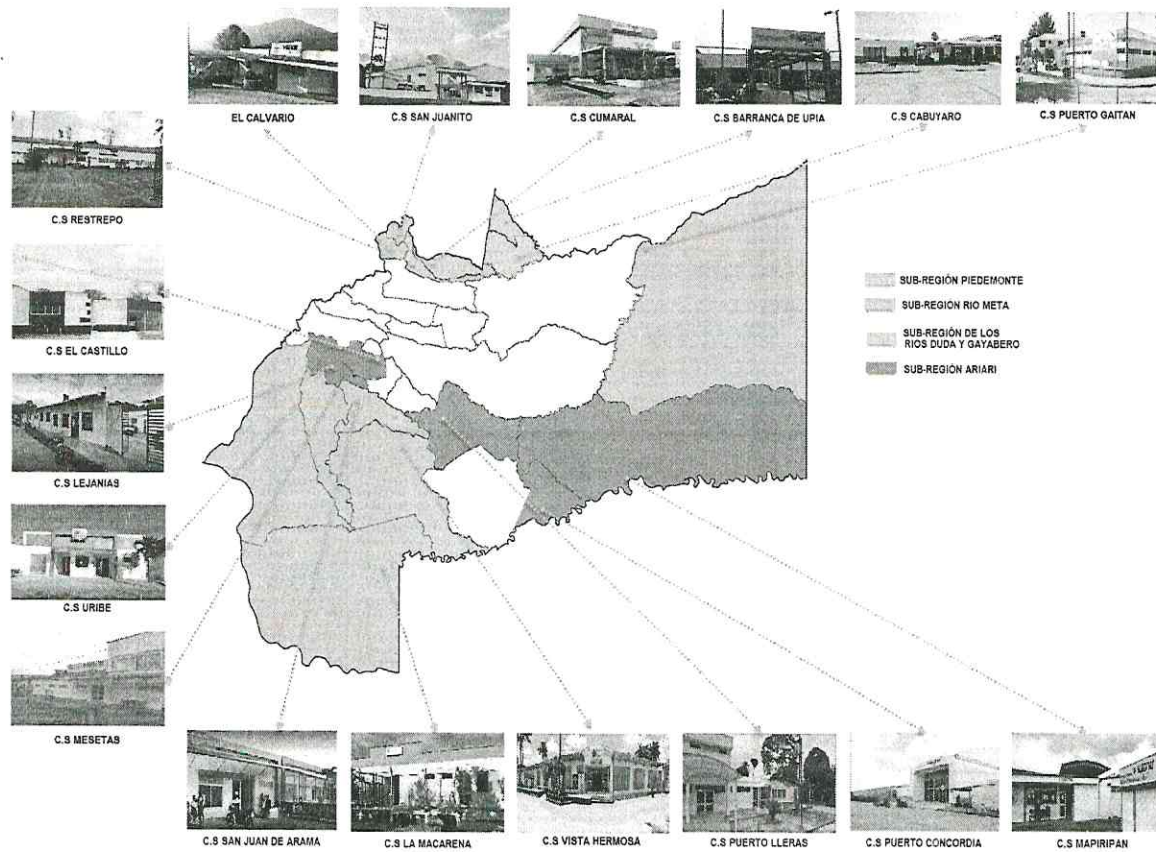 EL CALVARIO
C.S SAN JUANITO
C.S CUMARAL
C.S BARRANCA DE UPIA
C.S CABUYARO
C.S PUERTO GAITAN
C.S RESTREPO
C.S EL CASTILLO
C.S LEJANIAS
C.S URIBE
C.S MESETAS
SUB-REGIÓN PIEDEMONTE
SUB-REGIÓN RIO META
SUB-REGIÓN DE LOS
RIOS DUDA Y GAYABERO
SUB-REGIÓN ARIARI
C.S SAN JUAN DE ARAMA
C.S LA MACARENA
C.S VISTA HERMOSA
C.S PUERTO LLERAS
C.S PUERTO CONCORDIA
C.S MAPIRIPAN